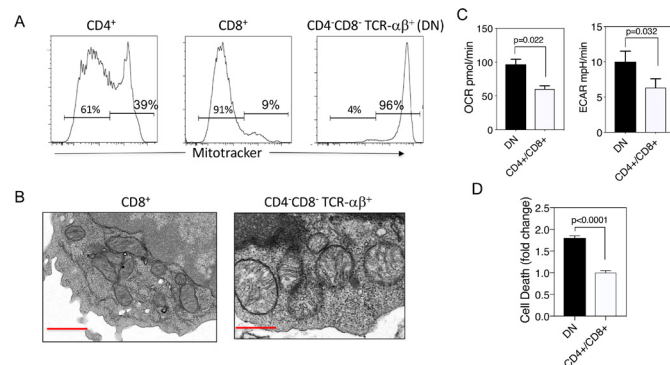 A
CD4⁺
CD8⁺
CD4⁻CD8⁻ TCR-αβ⁺ (DN)
61%
39%
91%
9%
4%
96%
Mitotracker
B
CD8⁺
CD4⁻CD8⁻ TCR-αβ⁺
C
p=0.022
OCR pmol/min
150
100
50
0
DN
CD4+/CD8+
p=0.032
ECAR mpH/min
15
10
5
0
DN
CD4+/CD8+
D
p<0.0001
Cell Death (fold change)
2.5
2.0
1.5
1.0
0.5
0.0
DN
CD4+/CD8+